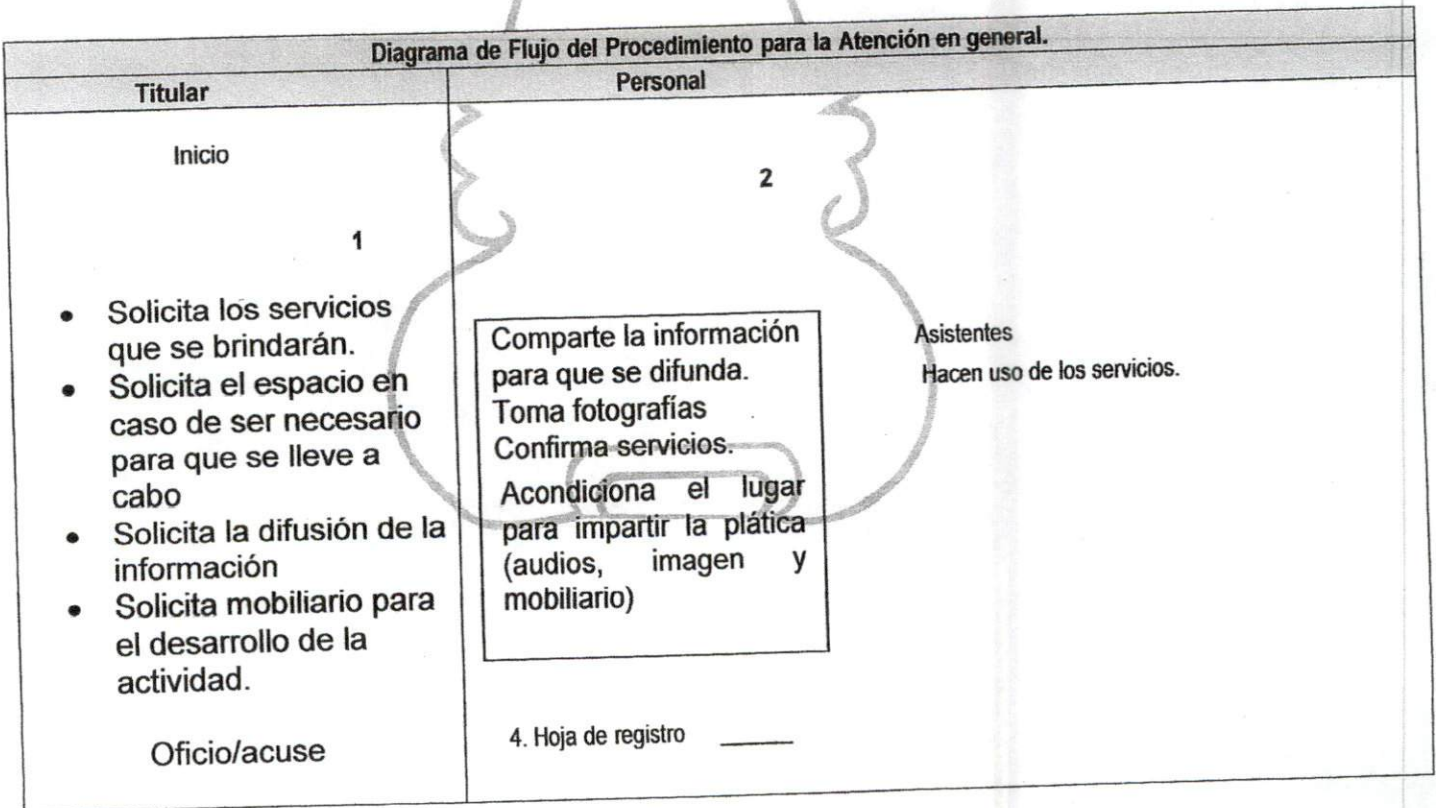 Diagrama de Flujo del Procedimiento para la Atención en general.
Titular
Personal
Inicio
1
• Solicita los servicios
que se brindarán.
• Solicita el espacio en
caso de ser necesario
para que se lleve a
cabo
• Solicita la difusión de la
información
• Solicita mobiliario para
el desarrollo de la
actividad.
Oficio/acuse
2
Comparte la información
para que se difunda.
Toma fotografías
Confirma servicios.
Acondiciona el lugar
para impartir la plática
(audios, imagen y
mobiliario)
4. Hoja de registro ______
Asistentes
Hacen uso de los servicios.